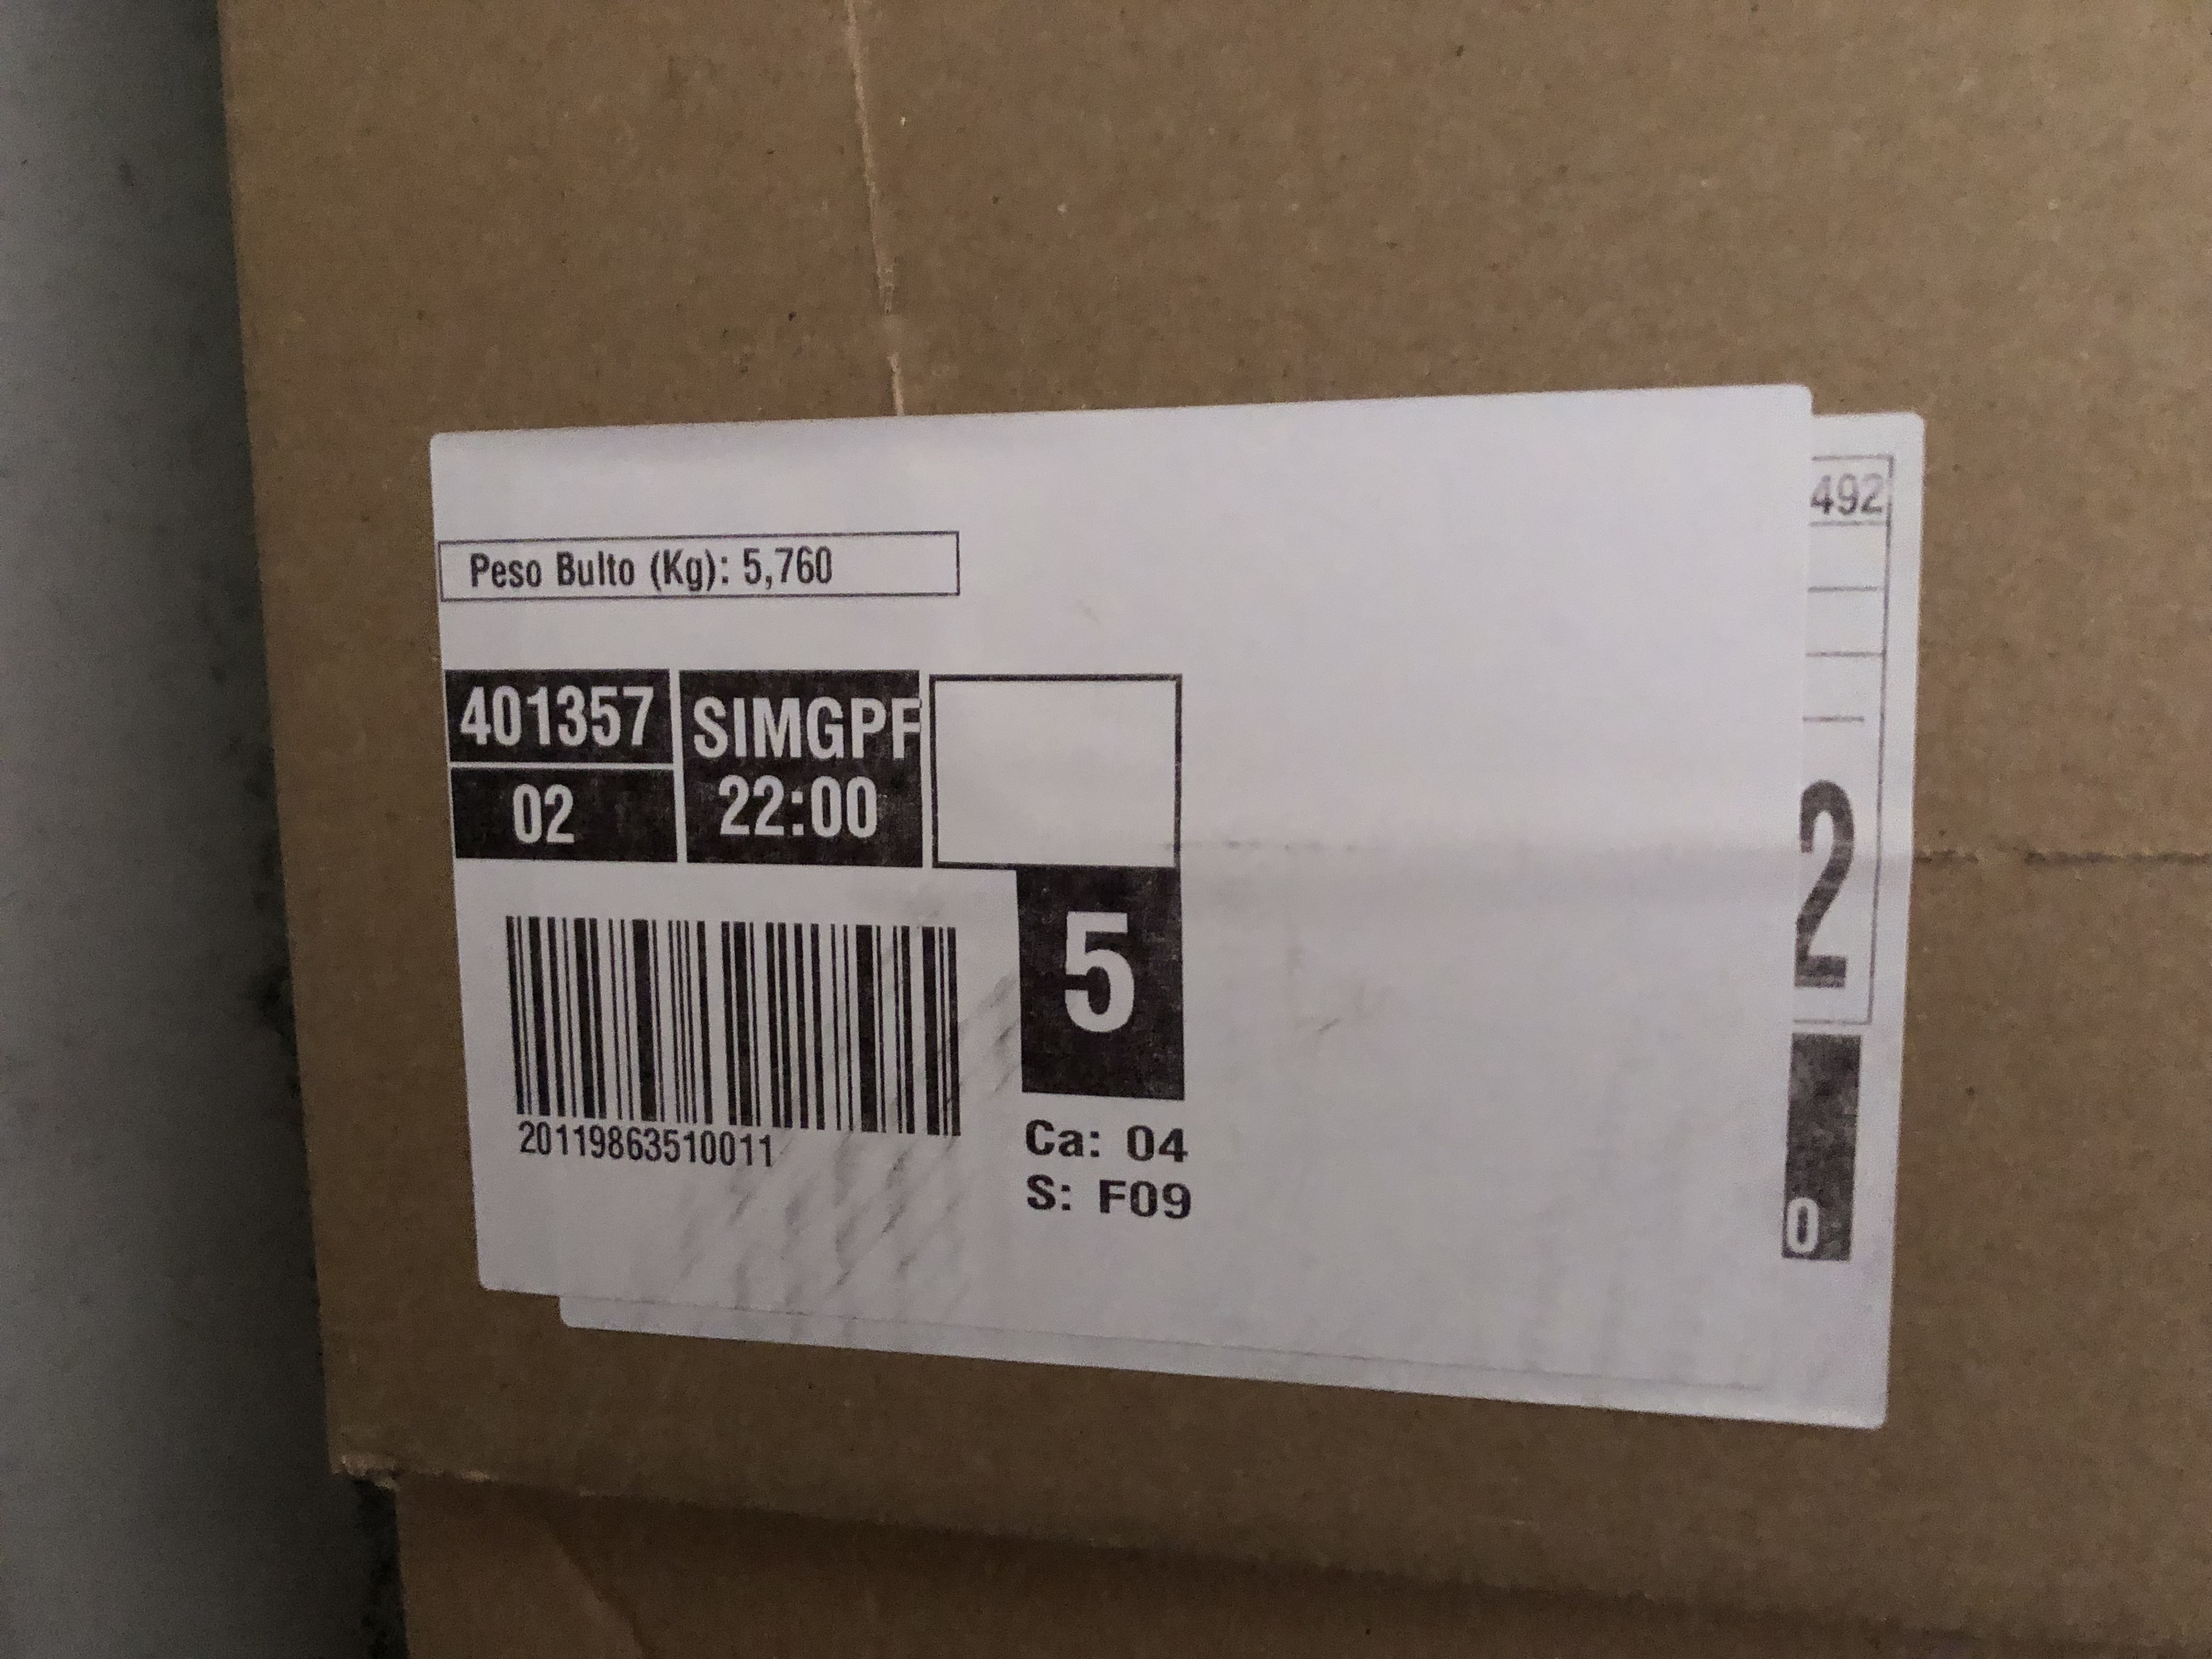 Peso Bulto (Kg): 5,760
401357
02
SIMGPF
22:00
5
20119863510011
Ca: 04
S: F09
492
2
0